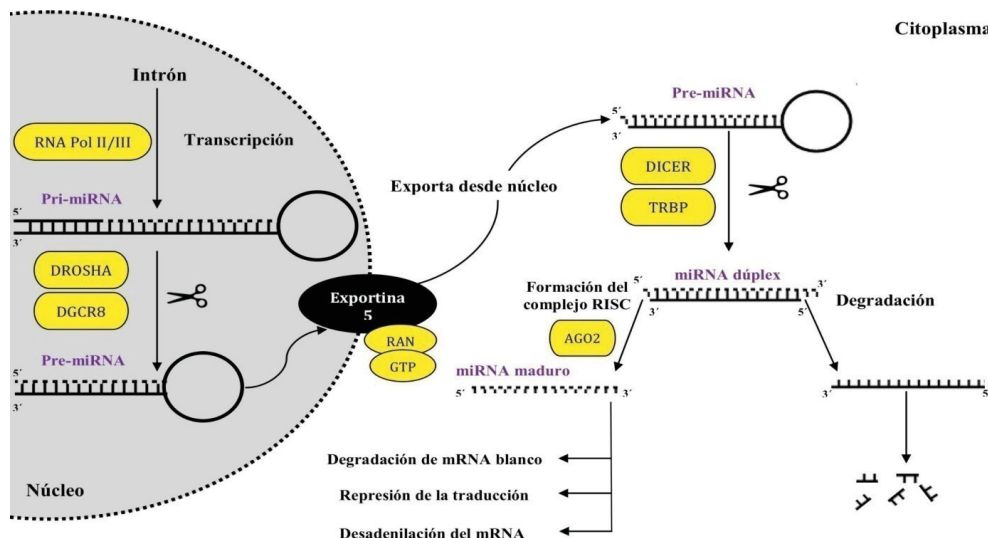 Citoplasma
Intrón
RNA Pol II/III
Transcripción
Pri-miRNA
5´
3´
DROSHA
DGCR8
Pre-miRNA
5´
3´
Núcleo
Exportina
5
RAN
GTP
Exporta desde núcleo
Pre-miRNA
5´
3´
DICER
TRBP
miRNA dúplex
5´
3´
3´
5´
Formación del
complejo RISC
AGO2
miRNA maduro
5´
3´
Degradación de mRNA blanco
Represión de la traducción
Desadenilación del mRNA
Degradación
3´
5´